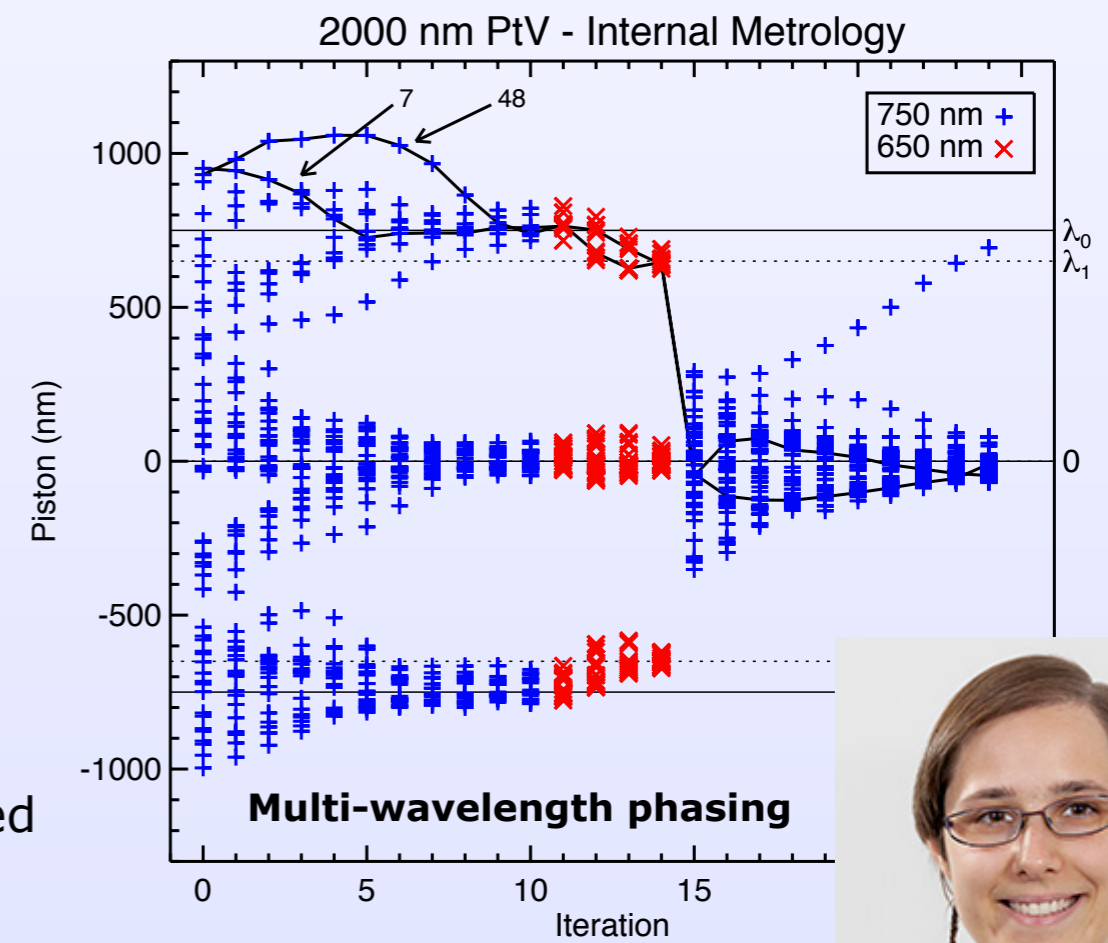 2000 nm PtV - Internal Metrology
7
48
750 nm
650 nm
1000
500
0
-500
-1000
λ0
λ1
0
Piston (nm)
ed
Multi-wavelength phasing
0
5
10
15
Iteration